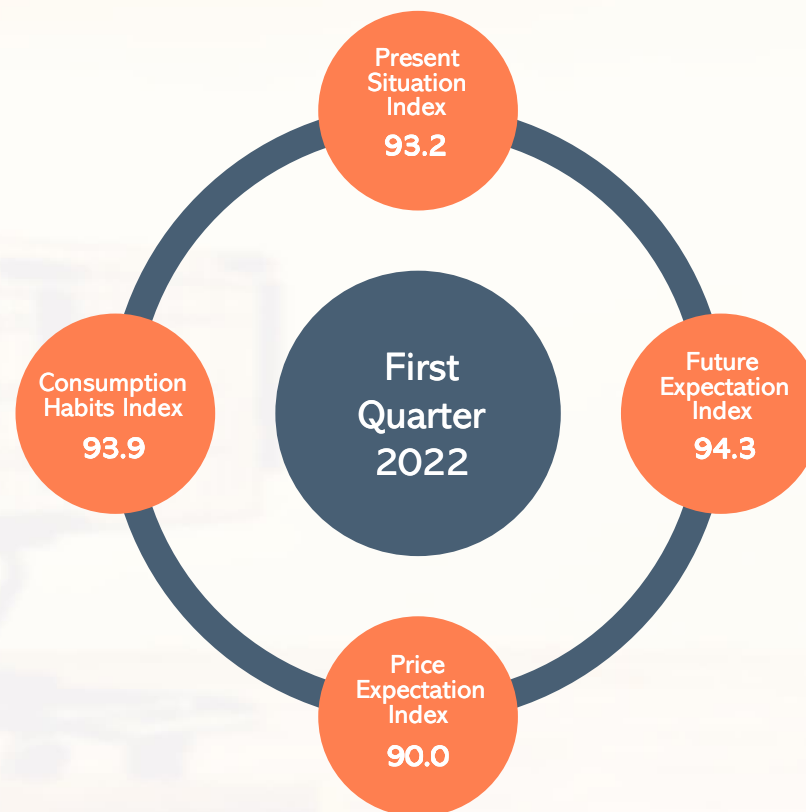 Present
Situation
Index
93.2
Consumption
Habits Index
93.9
First
Quarter
2022
Future
Expectation
Index
94.3
Price
Expectation
Index
90.0